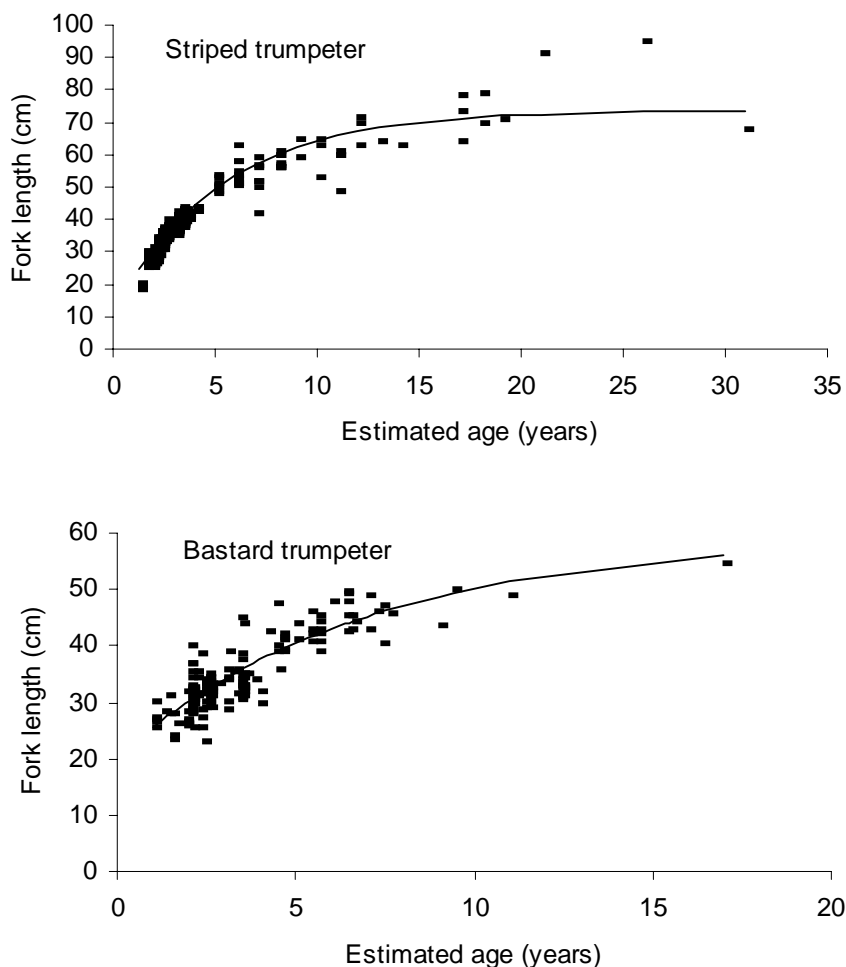 Striped trumpeter
Fork length (cm)
100
90
80
70
60
50
40
30
20
10
0
0 5 10 15 20 25 30 35
Estimated age (years)
Bastard trumpeter
Fork length (cm)
60
50
40
30
20
10
0
0 5 10 15 20
Estimated age (years)